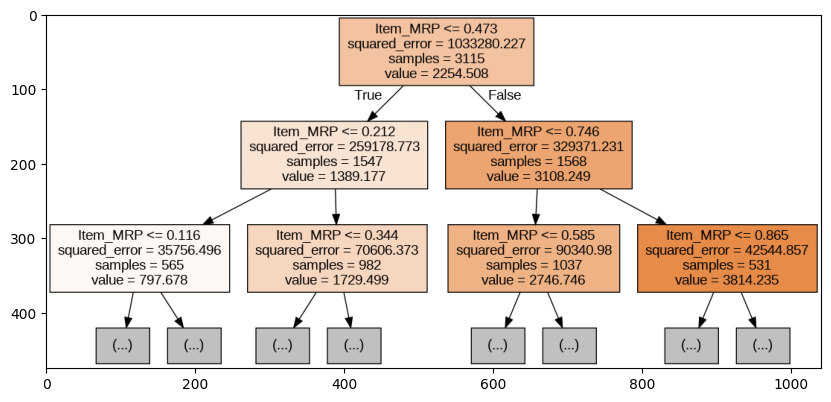 Item_MRP <= 0.473
squared_error = 1033280.227
samples = 3115
value = 2254.508
True
False
Item_MRP <= 0.212
squared_error = 259178.773
samples = 1547
value = 1389.177
Item_MRP <= 0.746
squared_error = 329371.231
samples = 1568
value = 3108.249
Item_MRP <= 0.116
squared_error = 35756.496
samples = 565
value = 797.678
Item_MRP <= 0.344
squared_error = 70606.373
samples = 982
value = 1729.499
Item_MRP <= 0.585
squared_error = 90340.98
samples = 1037
value = 2746.746
Item_MRP <= 0.865
squared_error = 42544.857
samples = 531
value = 3814.235
(...)
(...)
(...)
(...)
(...)
(...)
(...)
(...)
0
100
200
300
400
0
200
400
600
800
1000